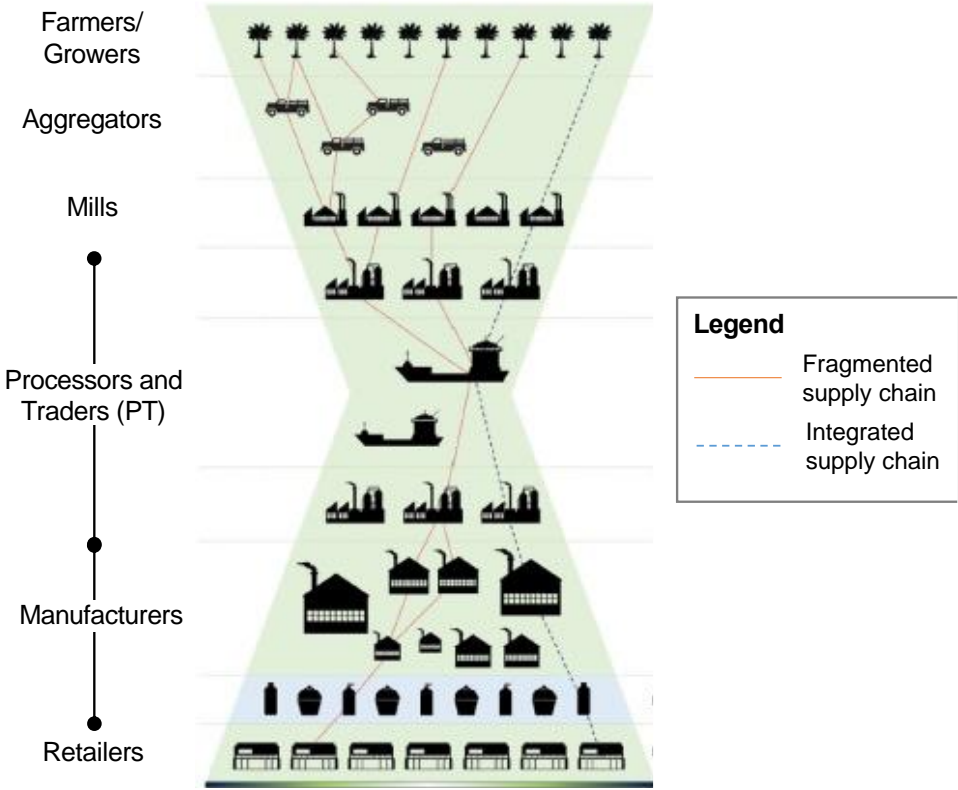 Farmers/
Growers
Aggregators
Mills
Processors and
Traders (PT)
Manufacturers
Retailers
Legend
Fragmented
supply chain
Integrated
supply chain